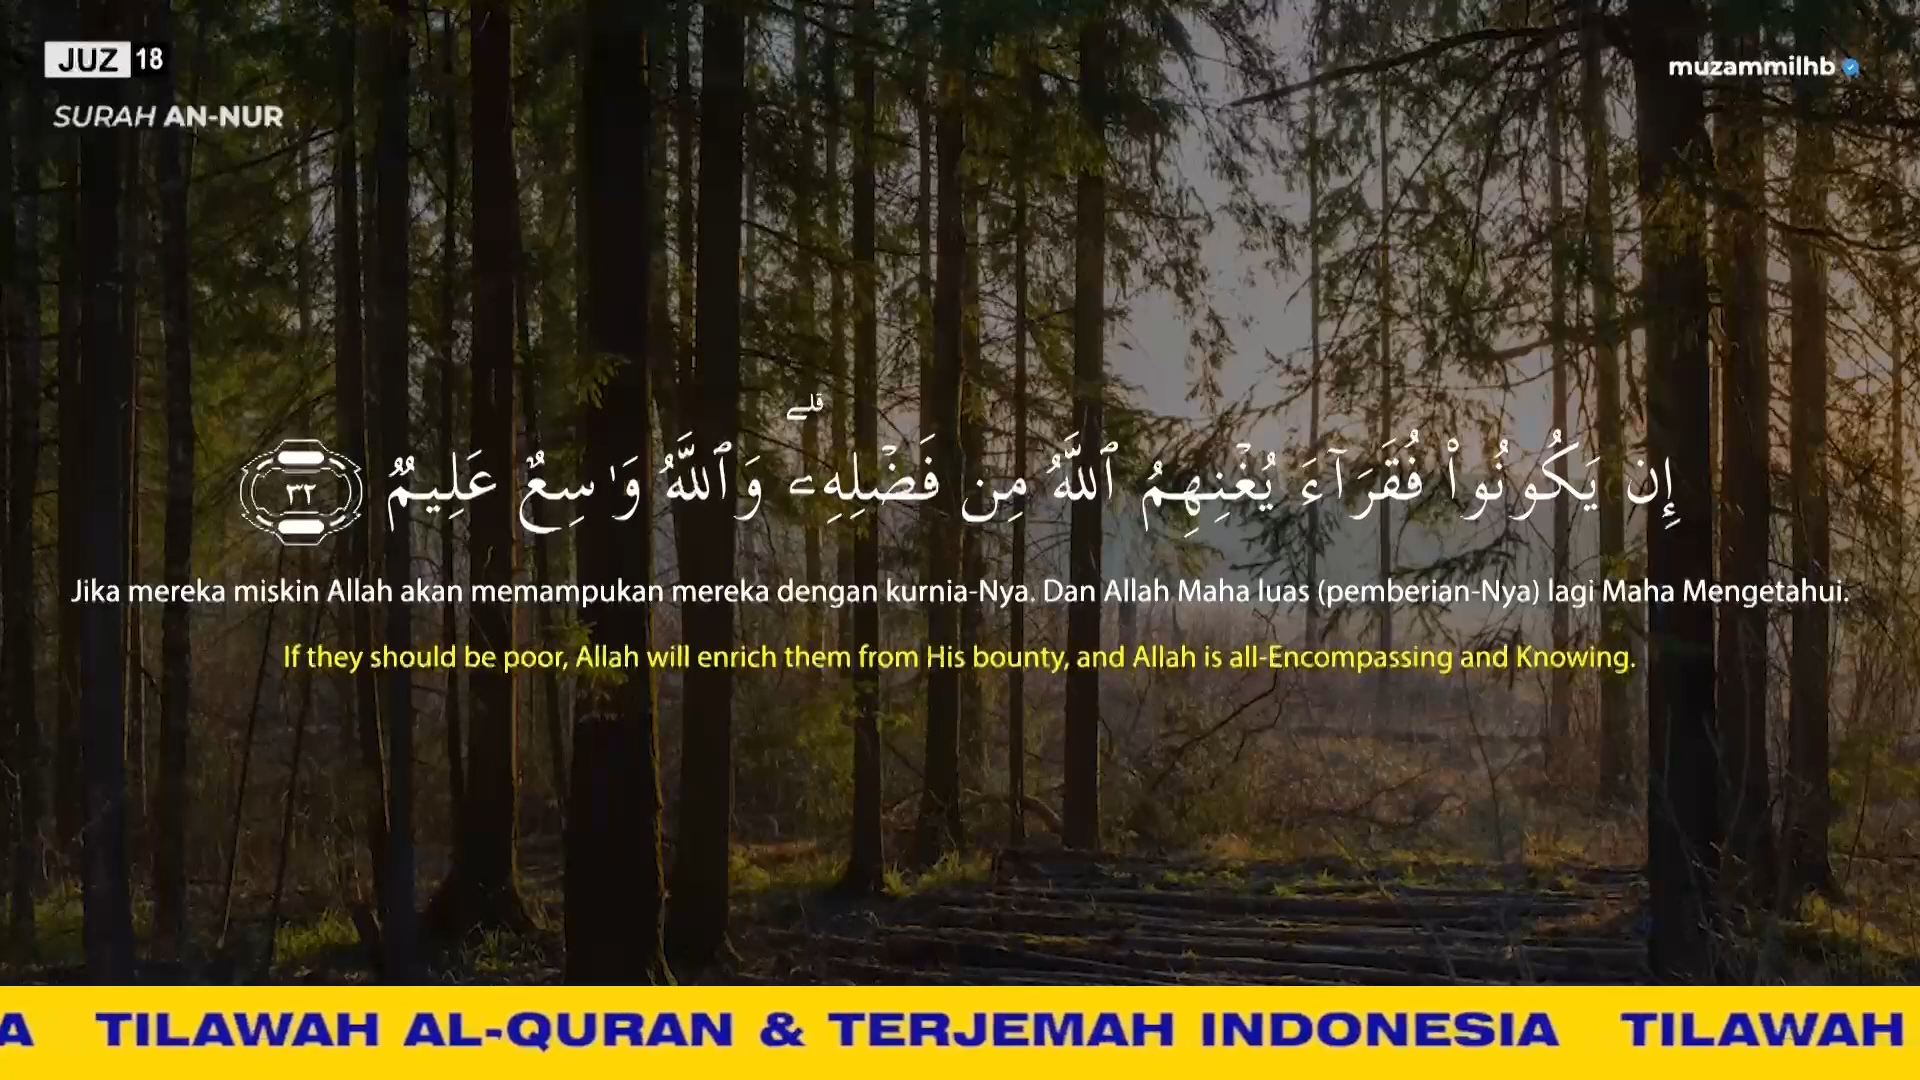 JUZ 18
muzammilhb
SURAH AN-NUR
إِن يَكُونُوا۟ فُقَرَآءَ يُغْنِهِمُ ٱللَّهُ مِن فَضْلِهِۦ ۗ وَٱللَّهُ وَٰسِعٌ عَلِيمٌ ٣٢
Jika mereka miskin Allah akan memampukan mereka dengan kurnia-Nya. Dan Allah Maha luas (pemberian-Nya) lagi Maha Mengetahui.
If they should be poor, Allah will enrich them from His bounty, and Allah is all-Encompassing and Knowing.
A TILAWAH AL-QURAN & TERJEMAH INDONESIA TILAWAH